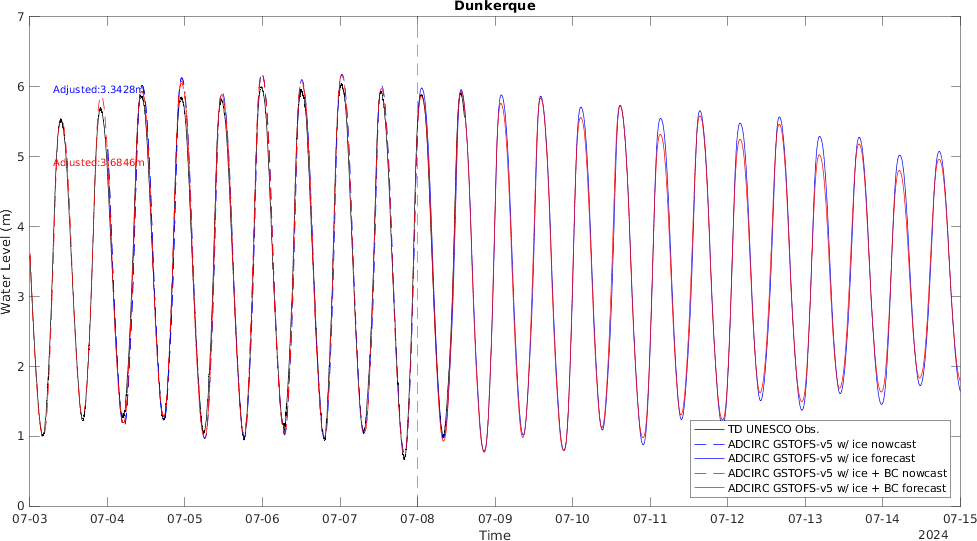 Dunkerque
7
6
5
4
3
2
1
0
Water Level (m)
Adjusted:3.3428m
Adjusted:3.6846m
TD UNESCO Obs.
ADCIRC GSTOFS-v5 w/ ice nowcast
ADCIRC GSTOFS-v5 w/ ice forecast
ADCIRC GSTOFS-v5 w/ ice + BC nowcast
ADCIRC GSTOFS-v5 w/ ice + BC forecast
07-03 07-04 07-05 07-06 07-07 07-08 07-09 07-10 07-11 07-12 07-13 07-14 07-15
Time
2024